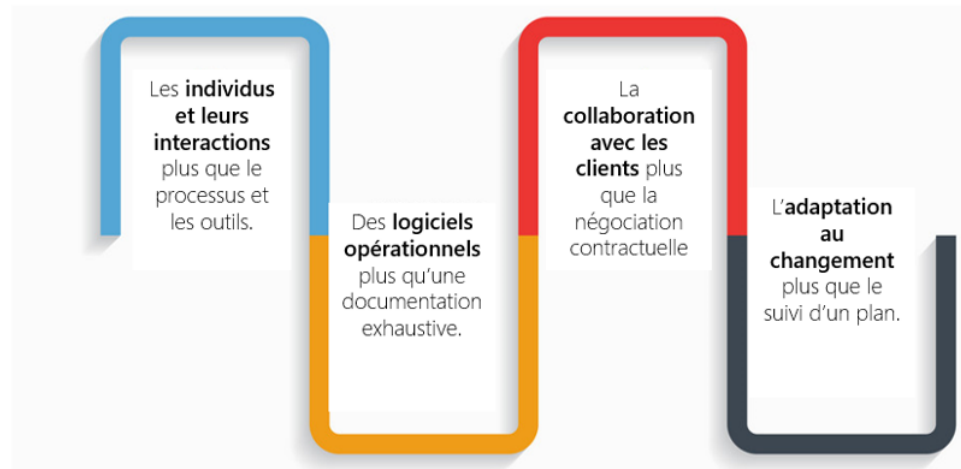 Les individus
et leurs
interactions
plus que le
processus et
les outils.
Des logiciels
opérationnels
plus qu’une
documentation
exhaustive.
La
collaboration
avec les
clients plus
que la
négociation
contractuelle
L’adaptation
au
changement
plus que le
suivi d’un plan.